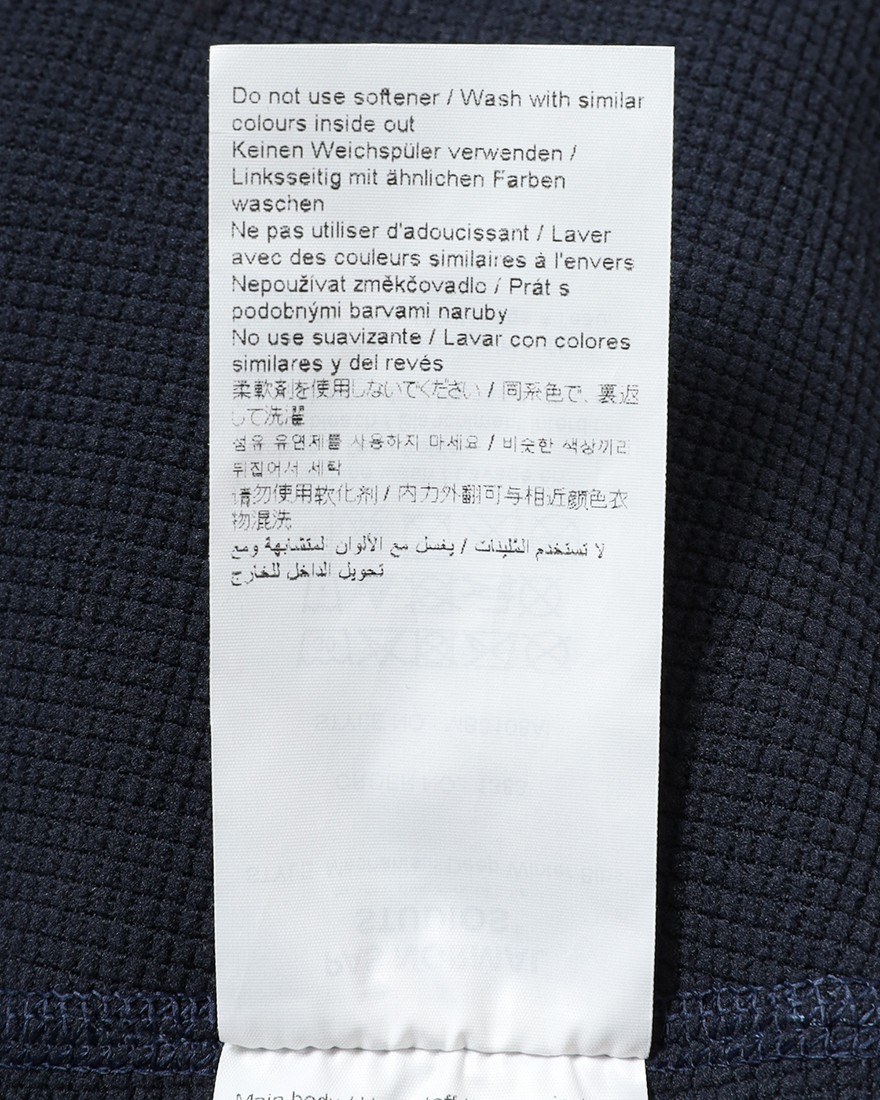 Do not use softener / Wash with similar
colours inside out
Keinen Weichspüler verwenden /
Linksseitig mit ähnlichen Farben
waschen
Ne pas utiliser d'adoucissant / Laver
avec des couleurs similaires à l'envers
Nepoužívat změkčovadlo / Prát s
podobnými barvami naruby
No use suavizante / Lavar con colores
similares y del revés
柔軟剤を使用しないでください / 同系色で、裏返
して洗濯
섬유 유연제를 사용하지 마세요 / 비슷한 색상끼리
뒤집어서 세탁
请勿使用软化剂 / 内力外翻可与相近颜色衣
物混洗
لا تستخدم المُليِّنات / يغسل مع الألوان المتشابهة ومع
تحويل الداخل للخارج
Main body /